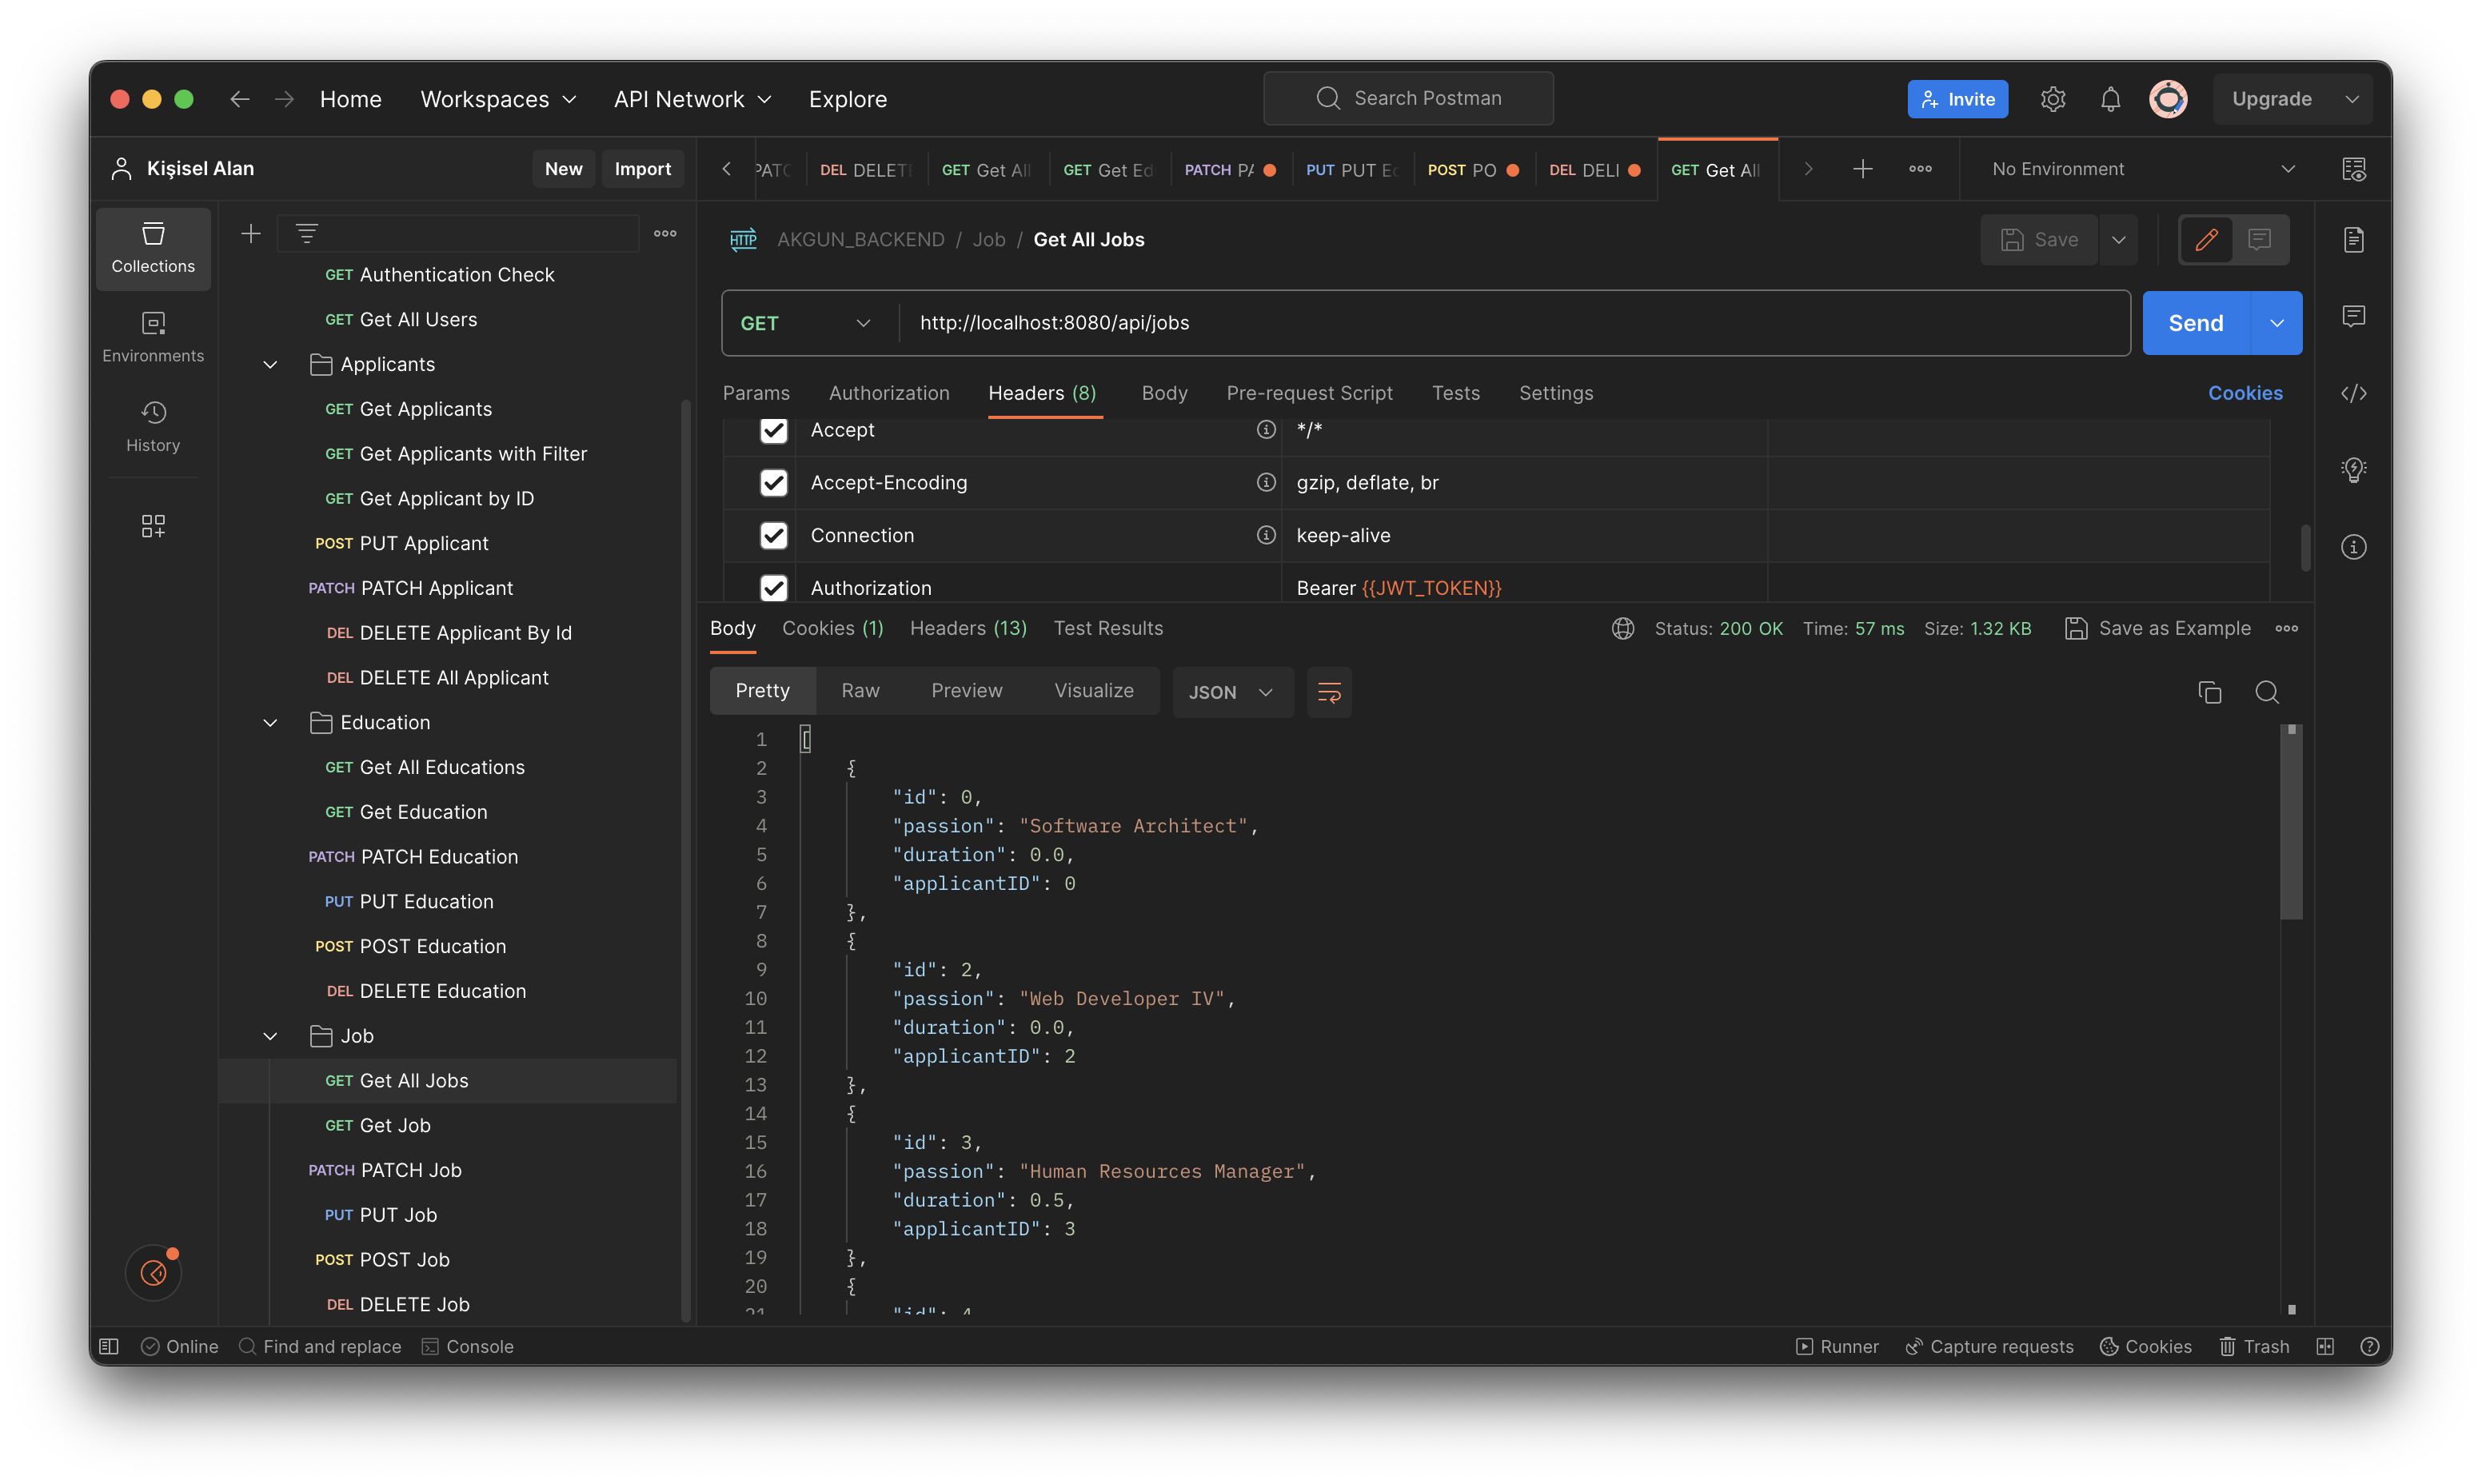 Home Workspaces API Network Explore Search Postman Invite Upgrade
Kişisel Alan New Import
DEL DELETE GET Get All GET Get Ed PATCH PA PUT PUT Ed POST PO DEL DELI GET Get All No Environment
Collections
Environments
History
GET Authentication Check
GET Get All Users
Applicants
GET Get Applicants
GET Get Applicants with Filter
GET Get Applicant by ID
POST PUT Applicant
PATCH PATCH Applicant
DEL DELETE Applicant By Id
DEL DELETE All Applicant
Education
GET Get All Educations
GET Get Education
PATCH PATCH Education
PUT PUT Education
POST POST Education
DEL DELETE Education
Job
GET Get All Jobs
GET Get Job
PATCH PATCH Job
PUT PUT Job
POST POST Job
DEL DELETE Job
HTTP AKGUN_BACKEND / Job / Get All Jobs Save
GET http://localhost:8080/api/jobs Send
Params Authorization Headers (8) Body Pre-request Script Tests Settings Cookies
Accept */*
Accept-Encoding gzip, deflate, br
Connection keep-alive
Authorization Bearer {{JWT_TOKEN}}
Body Cookies (1) Headers (13) Test Results Status: 200 OK Time: 57 ms Size: 1.32 KB Save as Example
Pretty Raw Preview Visualize JSON
1 [
2 {
3 "id": 0,
4 "passion": "Software Architect",
5 "duration": 0.0,
6 "applicantID": 0
7 },
8 {
9 "id": 2,
10 "passion": "Web Developer IV",
11 "duration": 0.0,
12 "applicantID": 2
13 },
14 {
15 "id": 3,
16 "passion": "Human Resources Manager",
17 "duration": 0.5,
18 "applicantID": 3
19 },
20 {
21 "id": 4
Online Find and replace Console Runner Capture requests Cookies Trash